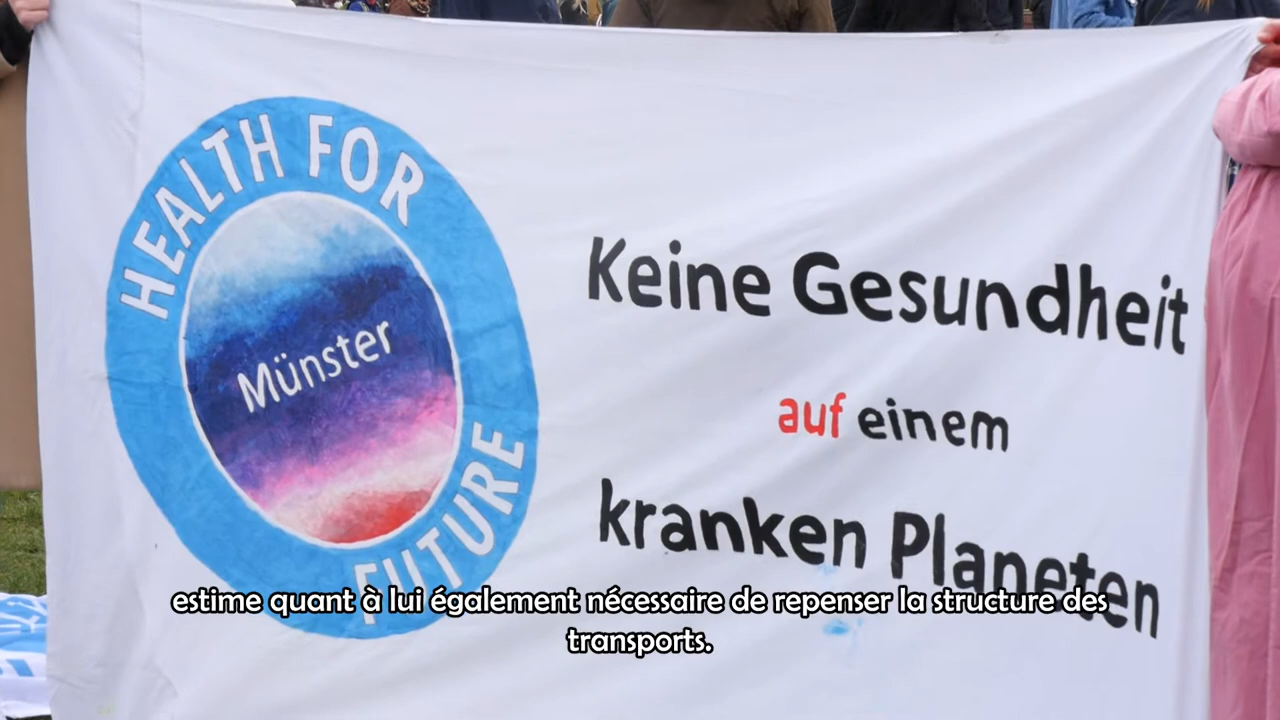 HEALTH FOR
Münster
FUTURE
Keine Gesundheit
auf einem
kranken Planeten
estime quant à lui également nécessaire de repenser la structure des
transports.